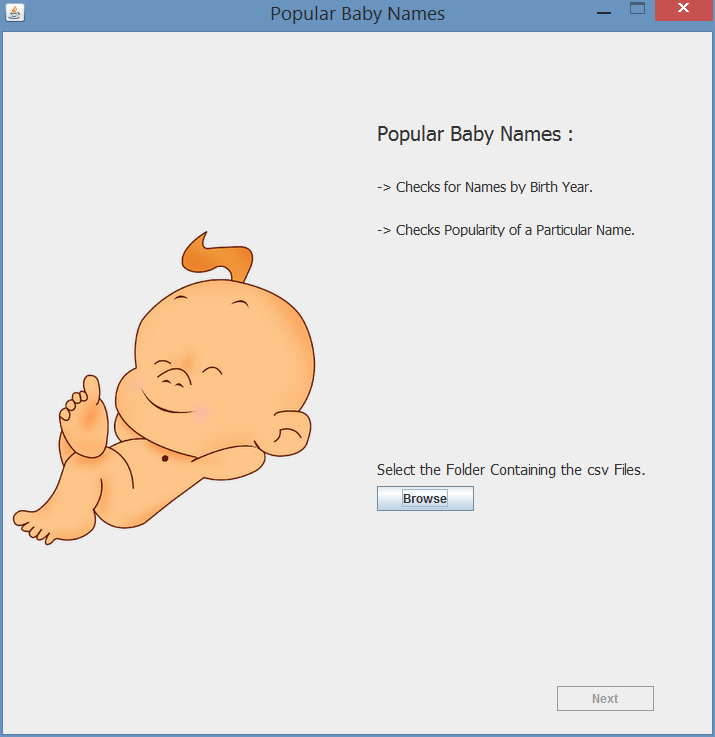 Popular Baby Names
Popular Baby Names :
-> Checks for Names by Birth Year.
-> Checks Popularity of a Particular Name.
Select the Folder Containing the csv Files.
Browse
Next